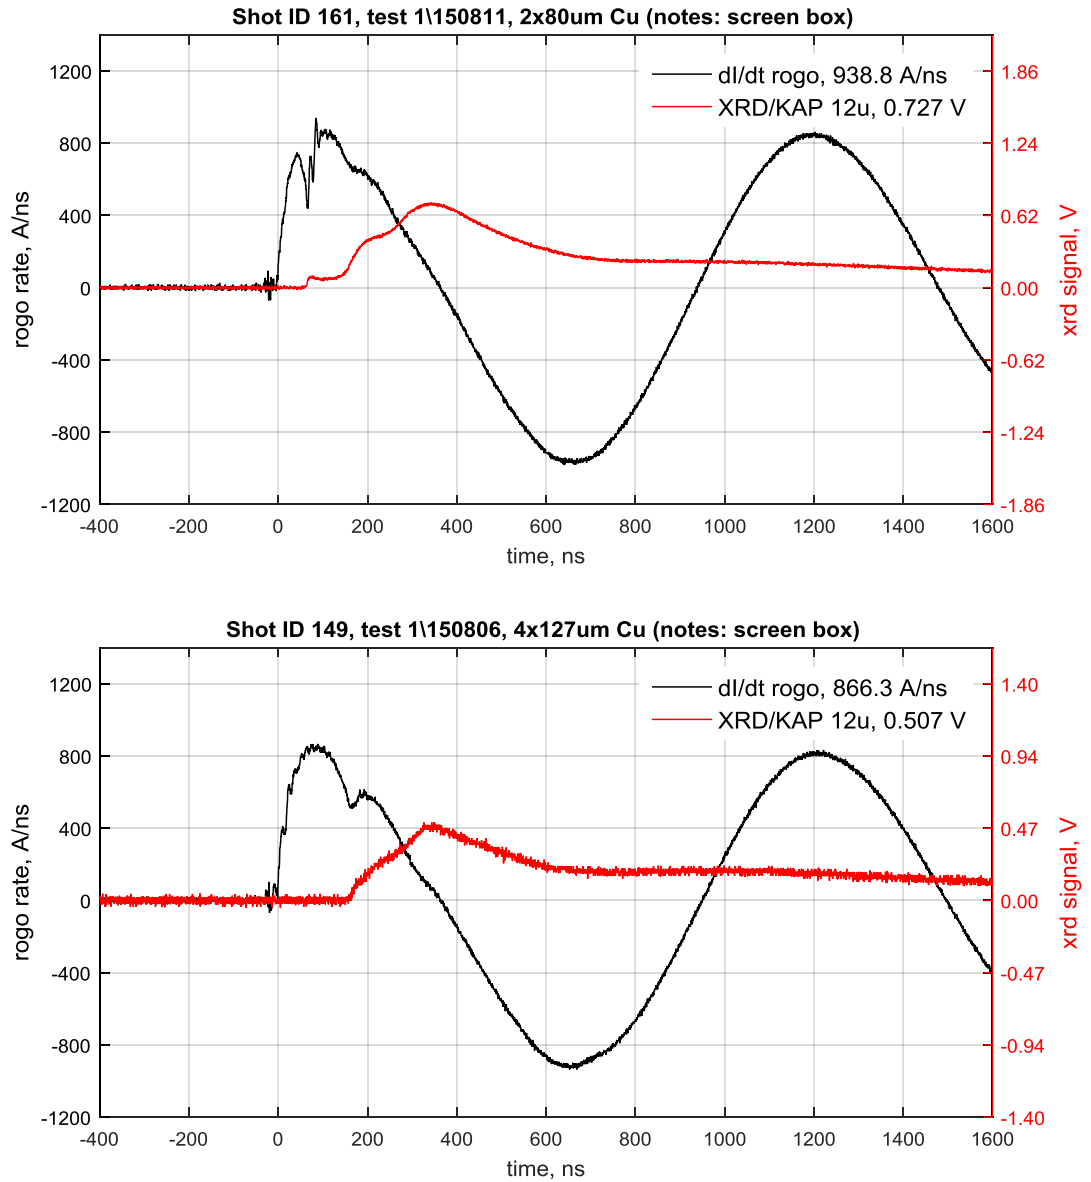 Shot ID 161, test 1\150811, 2x80um Cu (notes: screen box)
dI/dt rogo, 938.8 A/ns
XRD/KAP 12u, 0.727 V
1200
800
400
0
-400
-800
-1200
rogo rate, A/ns
1.86
1.24
0.62
0.00
-0.62
-1.24
-1.86
xrd signal, V
-400 -200 0 200 400 600 800 1000 1200 1400 1600
time, ns
Shot ID 149, test 1\150806, 4x127um Cu (notes: screen box)
dI/dt rogo, 866.3 A/ns
XRD/KAP 12u, 0.507 V
1200
800
400
0
-400
-800
-1200
rogo rate, A/ns
1.40
0.94
0.47
0.00
-0.47
-0.94
-1.40
xrd signal, V
-400 -200 0 200 400 600 800 1000 1200 1400 1600
time, ns